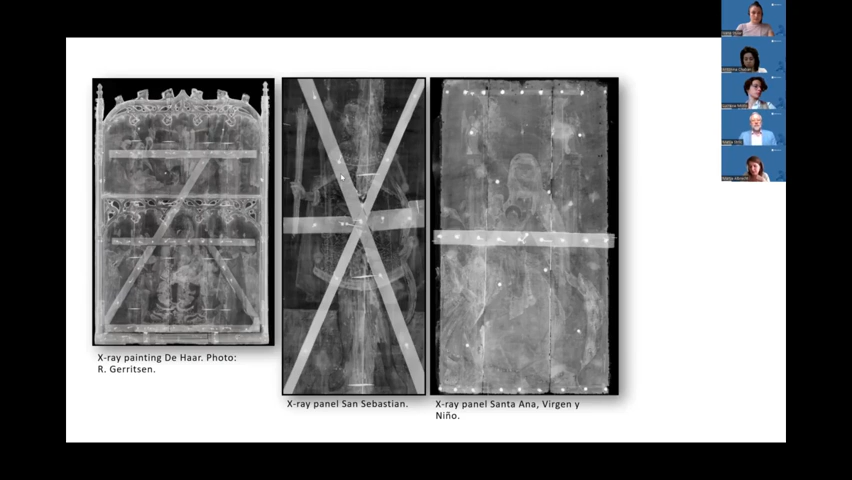 X-ray painting De Haar. Photo:
R. Gerritsen.
X-ray panel San Sebastian.
X-ray panel Santa Ana, Virgen y
Niño.